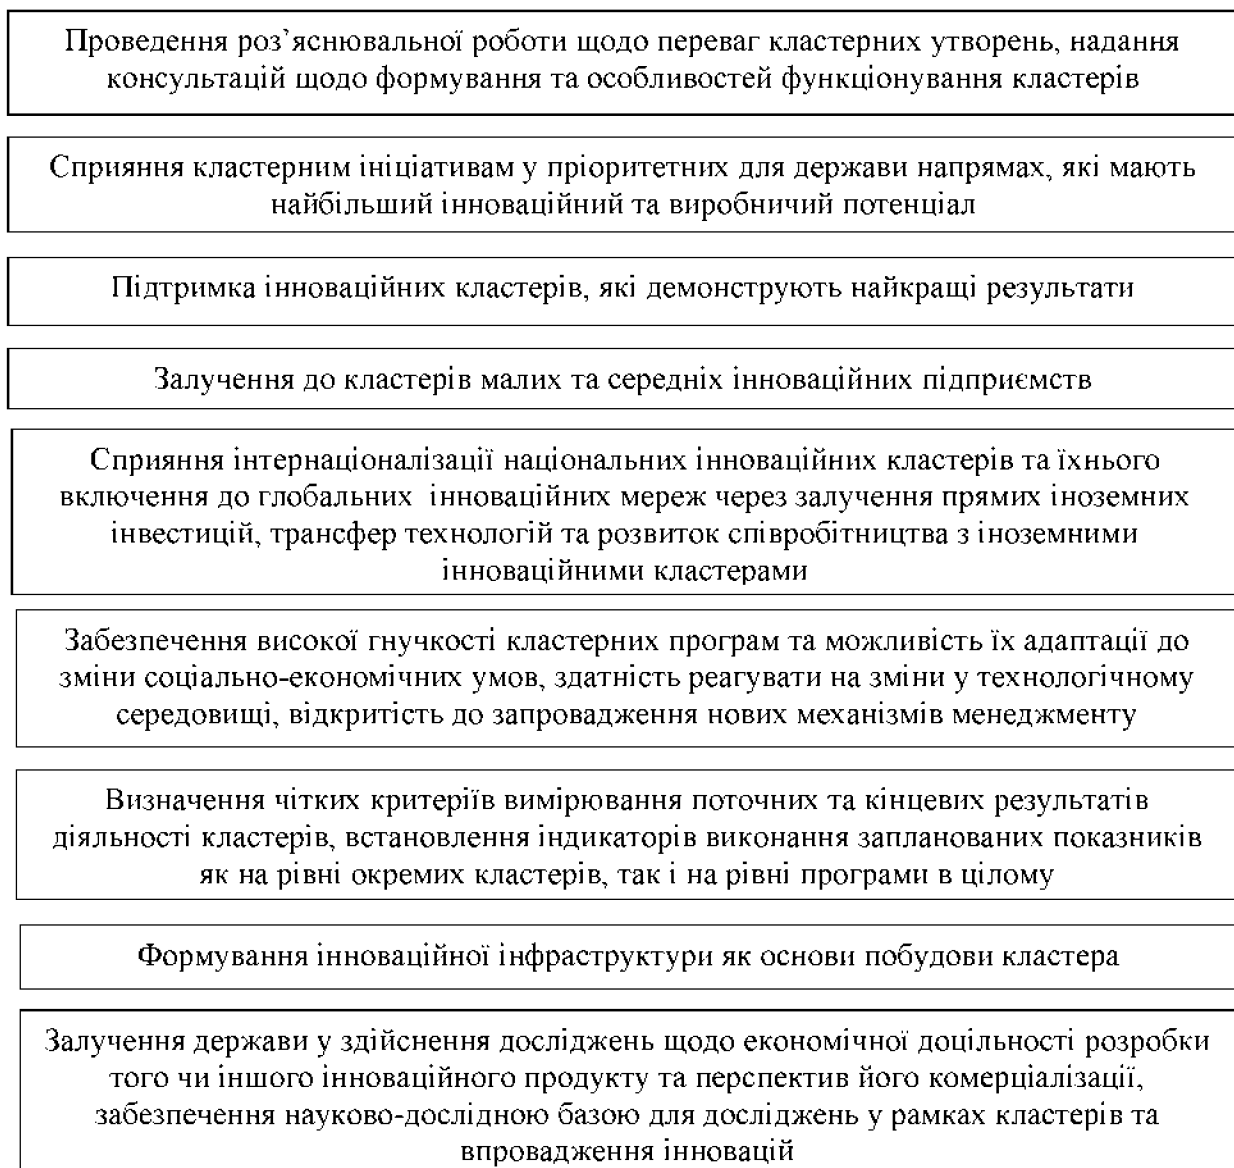 Проведення роз’яснювальної роботи щодо переваг кластерних утворень, надання
консультацій щодо формування та особливостей функціонування кластерів
Сприяння кластерним ініціативам у пріоритетних для держави напрямах, які мають
найбільший інноваційний та виробничий потенціал
Підтримка інноваційних кластерів, які демонструють найкращі результати
Залучення до кластерів малих та середніх інноваційних підприємств
Сприяння інтернаціоналізації національних інноваційних кластерів та їхнього
включення до глобальних інноваційних мереж через залучення прямих іноземних
інвестицій, трансфер технологій та розвиток співробітництва з іноземними
інноваційними кластерами
Забезпечення високої гнучкості кластерних програм та можливість їх адаптації до
зміни соціально-економічних умов, здатність реагувати на зміни у технологічному
середовищі, відкритість до запровадження нових механізмів менеджменту
Визначення чітких критеріїв вимірювання поточних та кінцевих результатів
діяльності кластерів, встановлення індикаторів виконання запланованих показників
як на рівні окремих кластерів, так і на рівні програми в цілому
Формування інноваційної інфраструктури як основи побудови кластера
Залучення держави у здійснення досліджень щодо економічної доцільності розробки
того чи іншого інноваційного продукту та перспектив його комерціалізації,
забезпечення науково-дослідною базою для досліджень у рамках кластерів та
впровадження інновацій